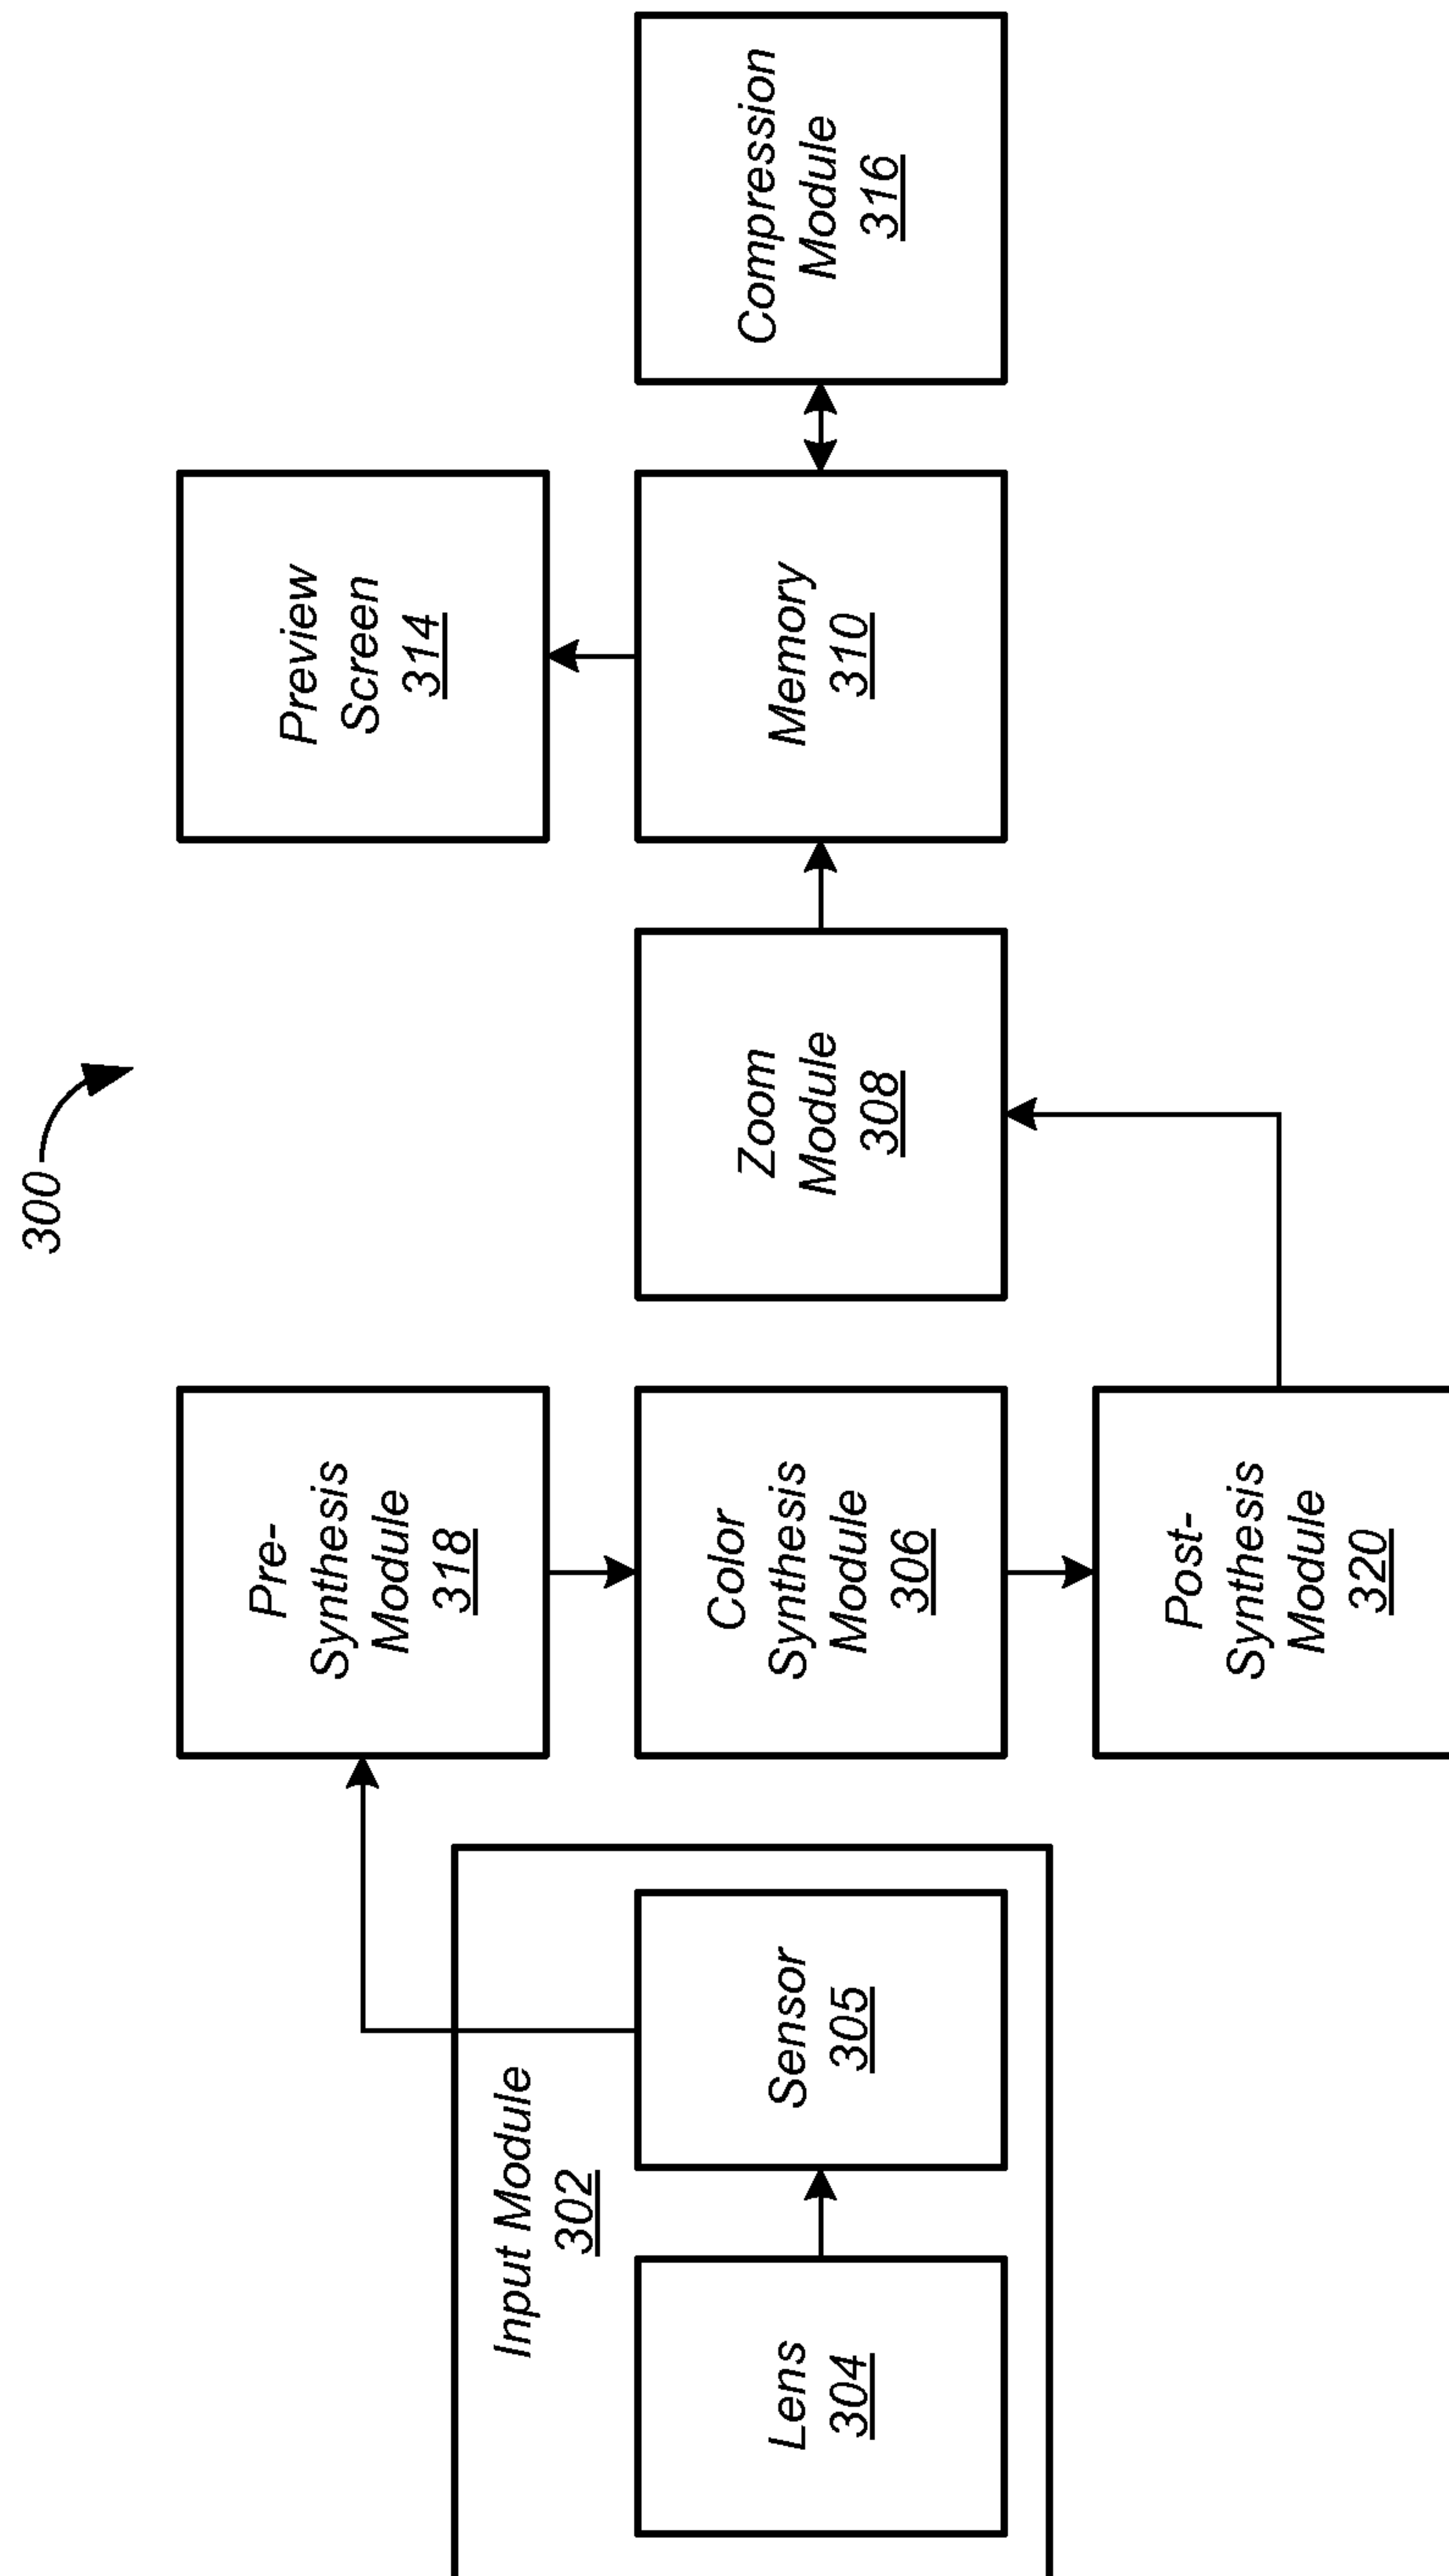 300
Input Module
302
Lens
304
Sensor
305
Pre-
Synthesis
Module
318
Color
Synthesis
Module
306
Post-
Synthesis
Module
320
Zoom
Module
308
Memory
310
Preview
Screen
314
Compression
Module
316